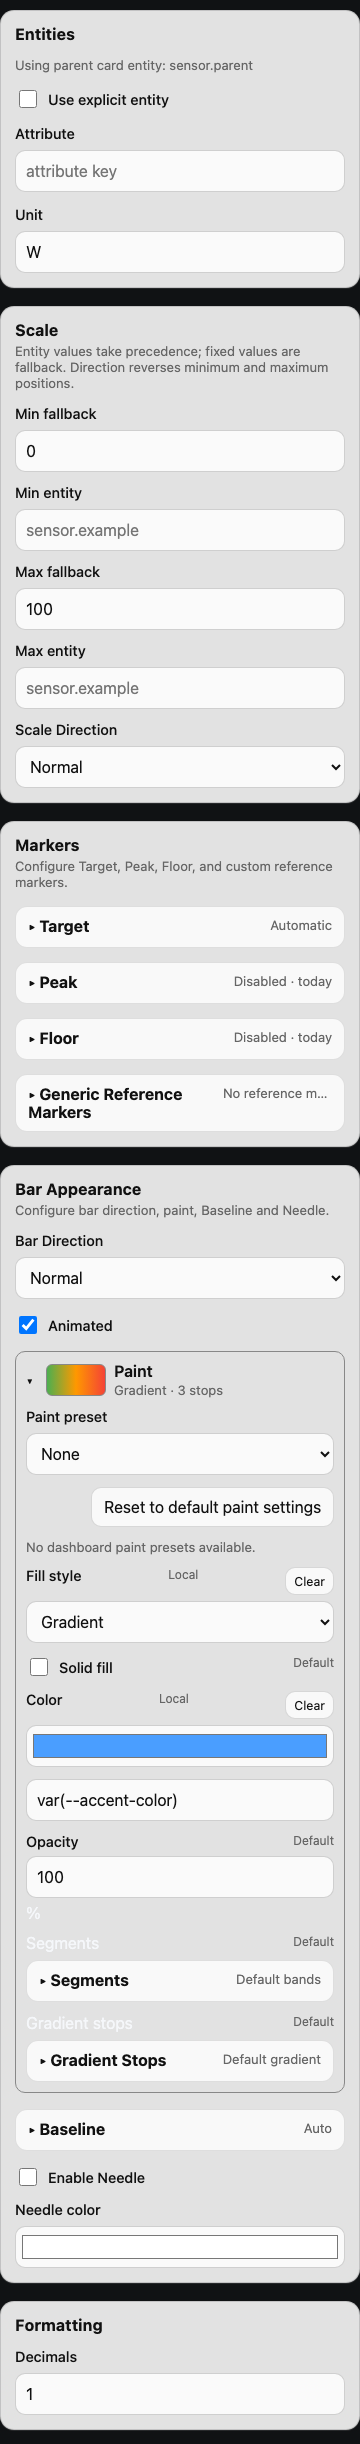 Entities
Using parent card entity: sensor.parent
Use explicit entity
Attribute
attribute key
Unit
W
Scale
Entity values take precedence; fixed values are
fallback. Direction reverses minimum and maximum
positions.
Min fallback
0
Min entity
sensor.example
Max fallback
100
Max entity
sensor.example
Scale Direction
Normal
Markers
Configure Target, Peak, Floor, and custom reference
markers.
▸ Target Automatic
▸ Peak Disabled · today
▸ Floor Disabled · today
▸ Generic Reference No reference m...
Markers
Bar Appearance
Configure bar direction, paint, Baseline and Needle.
Bar Direction
Normal
Animated
▾ Paint
Gradient · 3 stops
Paint preset
None
Reset to default paint settings
No dashboard paint presets available.
Fill style Local Clear
Gradient
Solid fill Default
Color Local Clear
var(--accent-color)
Opacity Default
100
%
Segments Default
▸ Segments Default bands
Gradient stops Default
▸ Gradient Stops Default gradient
▸ Baseline Auto
Enable Needle
Needle color
Formatting
Decimals
1